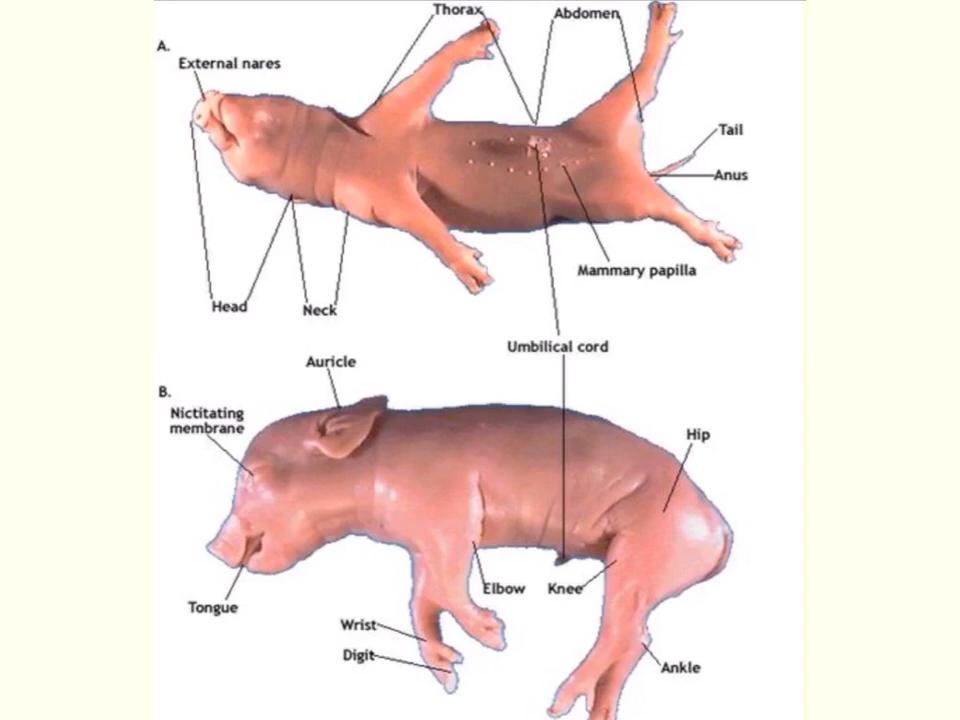 Thorax
Abdomen
A.
External nares
Tail
Anus
Mammary papilla
Head
Neck
Umbilical cord
Auricle
B.
Nictitating
membrane
Hip
Elbow
Knee
Tongue
Wrist
Digit
Ankle